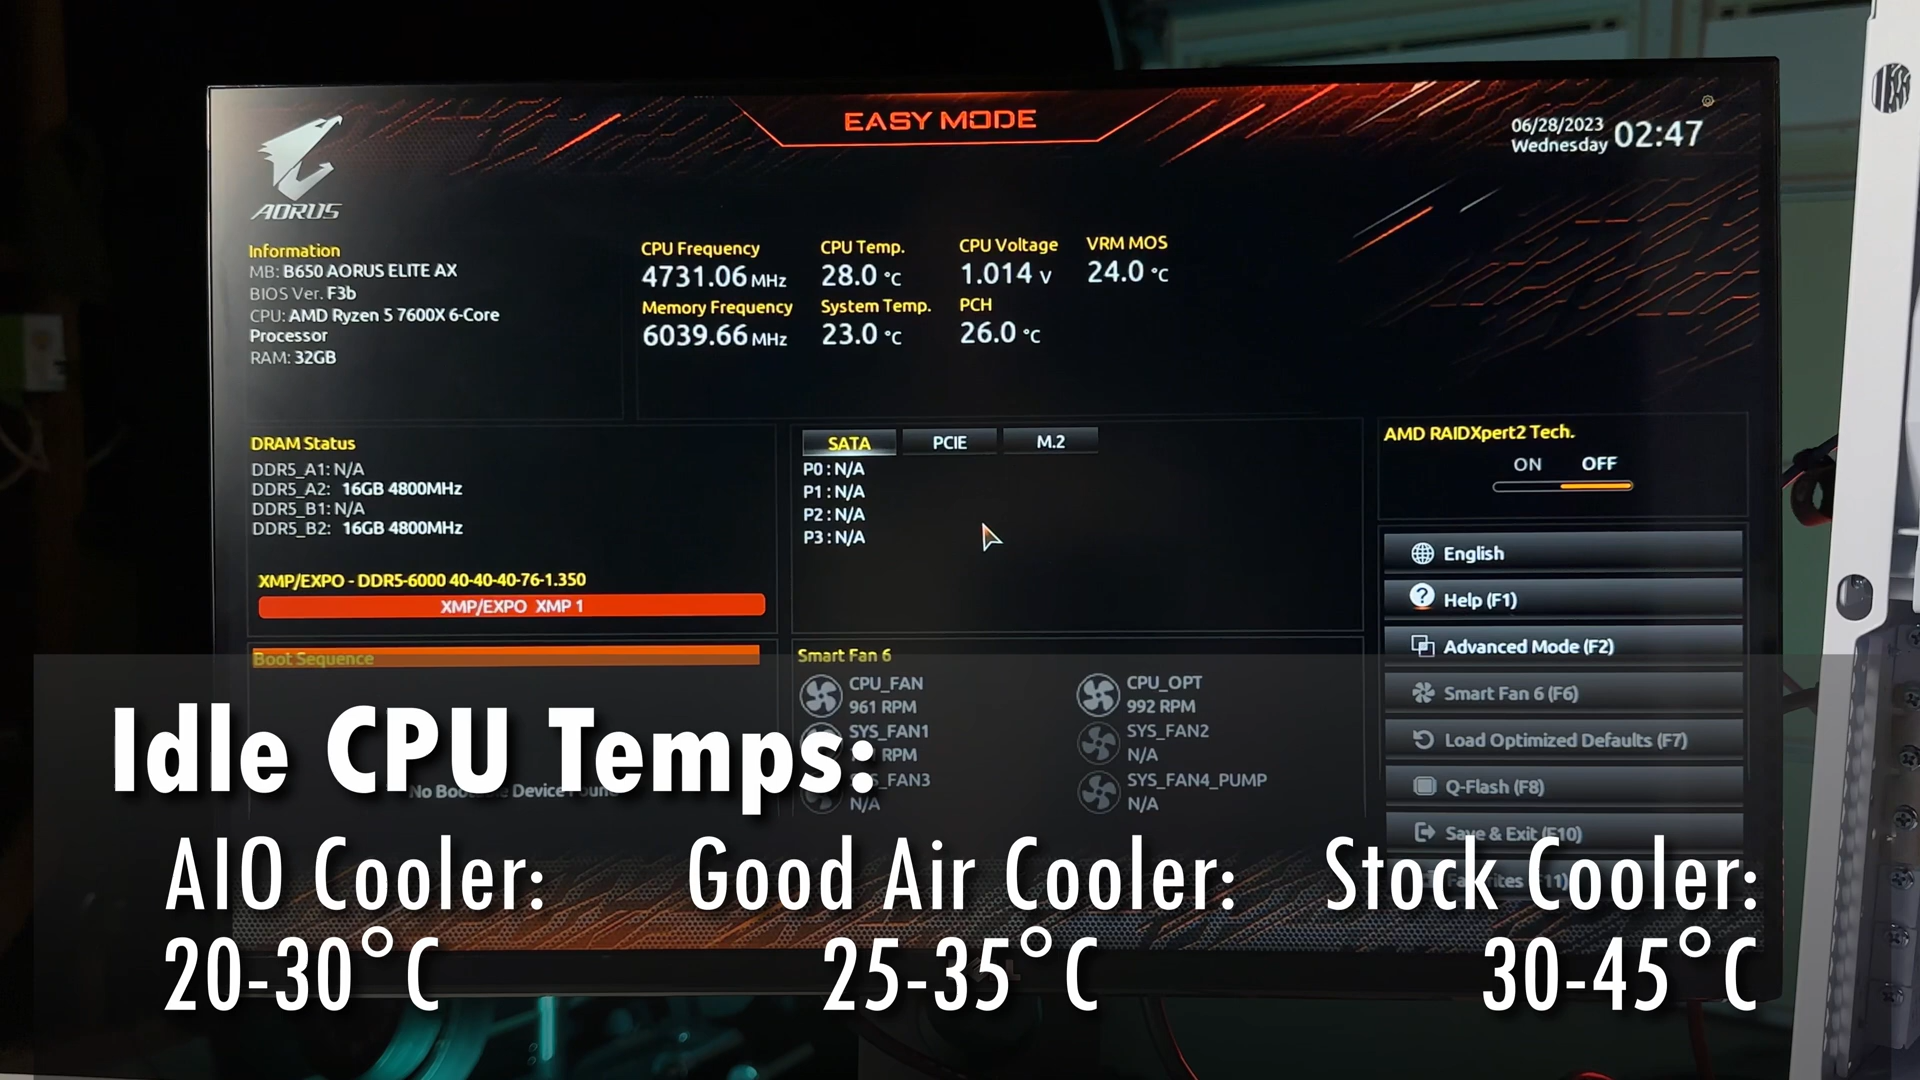 EASY MODE
06/28/2023
Wednesday
02:47
AORUS
Information
MB: B650 AORUS ELITE AX
BIOS Ver. F3b
CPU: AMD Ryzen 5 7600X 6-Core
Processor
RAM: 32GB
CPU Frequency
4731.06 MHz
CPU Temp.
28.0 °C
CPU Voltage
1.014 V
VRM MOS
24.0 °C
Memory Frequency
6039.66 MHz
System Temp.
23.0 °C
PCH
26.0 °C
DRAM Status
DDR5_A1: N/A
DDR5_A2: 16GB 4800MHz
DDR5_B1: N/A
DDR5_B2: 16GB 4800MHz
XMP/EXPO - DDR5-6000 40-40-40-76-1.350
XMP/EXPO XMP 1
SATA
PCIE
M.2
P0 : N/A
P1 : N/A
P2 : N/A
P3 : N/A
AMD RAIDXpert2 Tech.
ON OFF
English
Help (F1)
Advanced Mode (F2)
Smart Fan 6 (F6)
Load Optimized Defaults (F7)
Q-Flash (F8)
Save & Exit (F10)
Boot Sequence
Smart Fan 6
CPU_FAN
961 RPM
CPU_OPT
992 RPM
SYS_FAN1
RPM
SYS_FAN2
N/A
N/A
SYS_FAN4_PUMP
N/A
Idle CPU Temps:
AIO Cooler:
20-30°C
Good Air Cooler:
25-35°C
Stock Cooler:
30-45°C